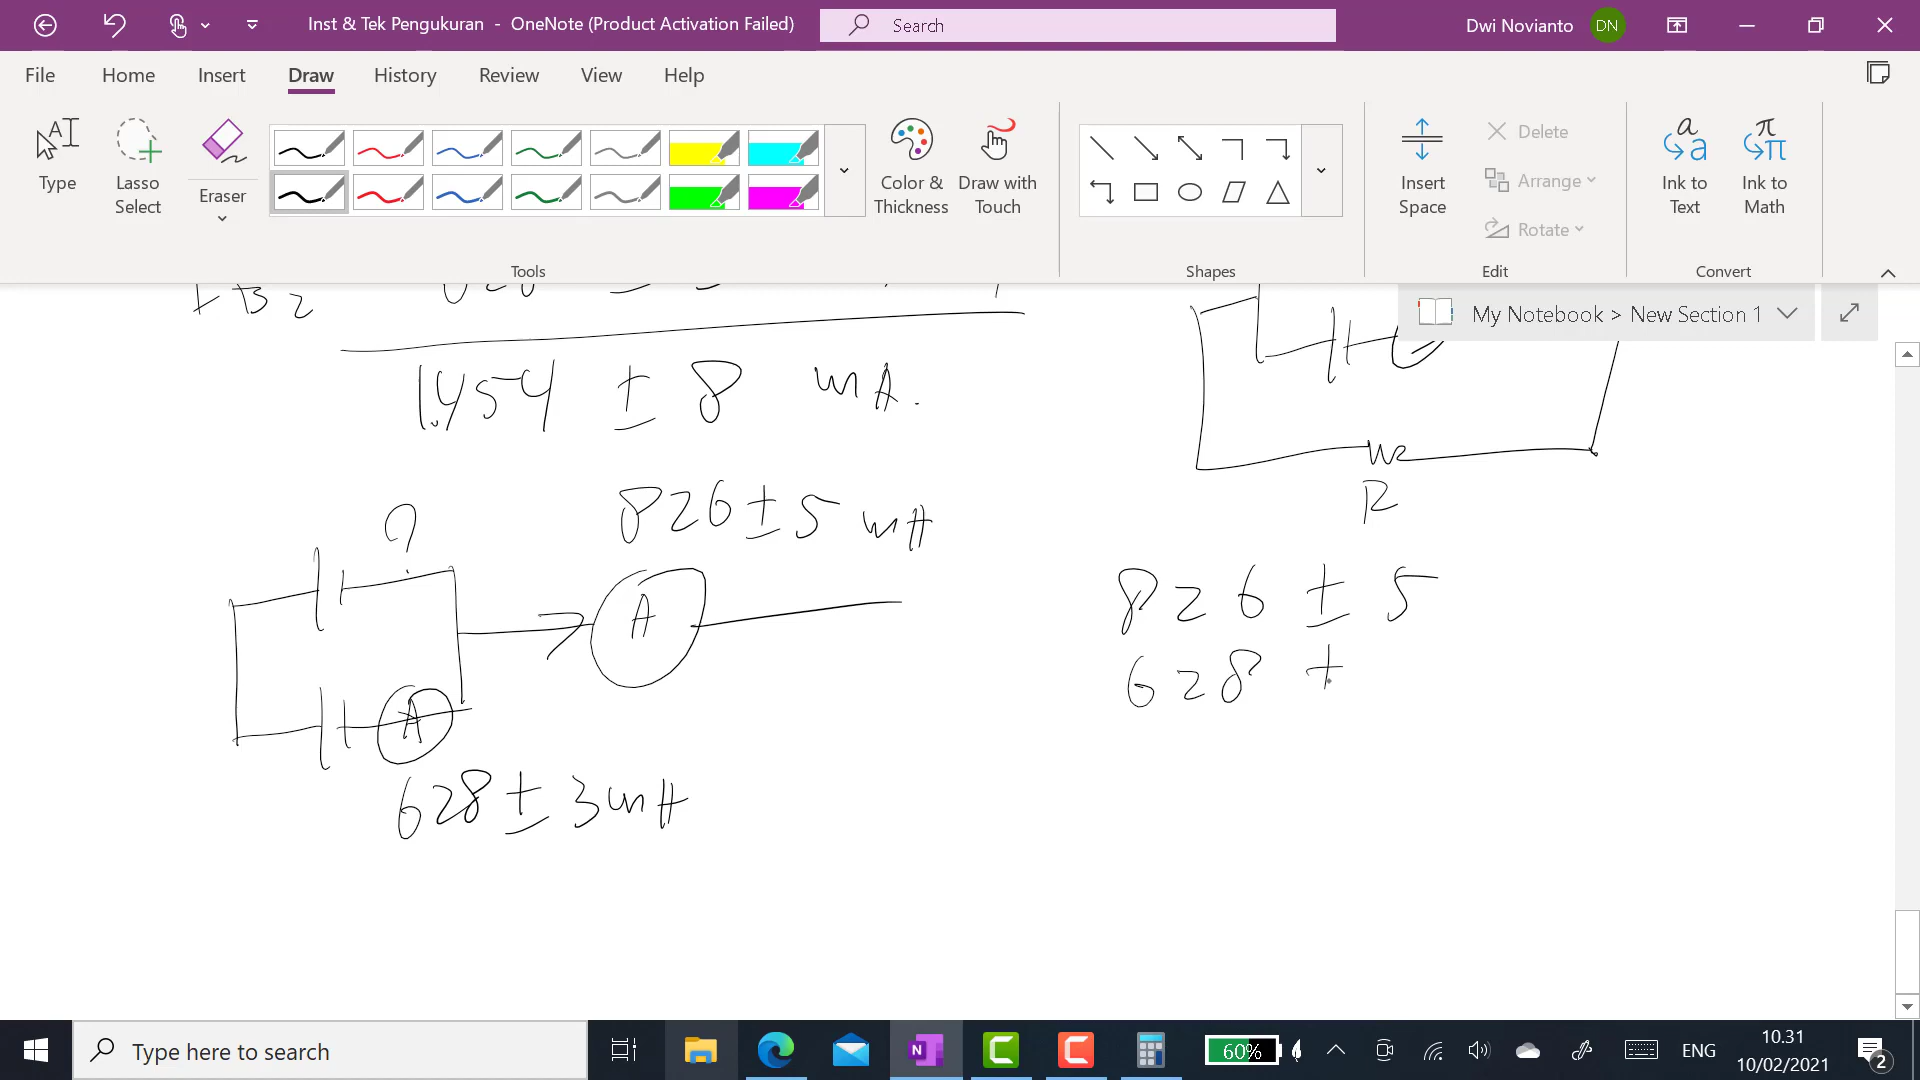 Inst & Tek Pengukuran - OneNote (Product Activation Failed)
Search
Dwi Novianto
DN
File Home Insert Draw History Review View Help
Type
Lasso Select
Eraser
Color & Thickness
Draw with Touch
Insert Space
Delete
Arrange
Rotate
Ink to Text
Ink to Math
Tools
Shapes
Edit
Convert
My Notebook > New Section 1
1.454 ± 8 mA.
R
?
826 ± 5 mA
A
A
628 ± 3 mA
826 ± 5
628 +
Type here to search
60%
ENG
10.31
10/02/2021
2